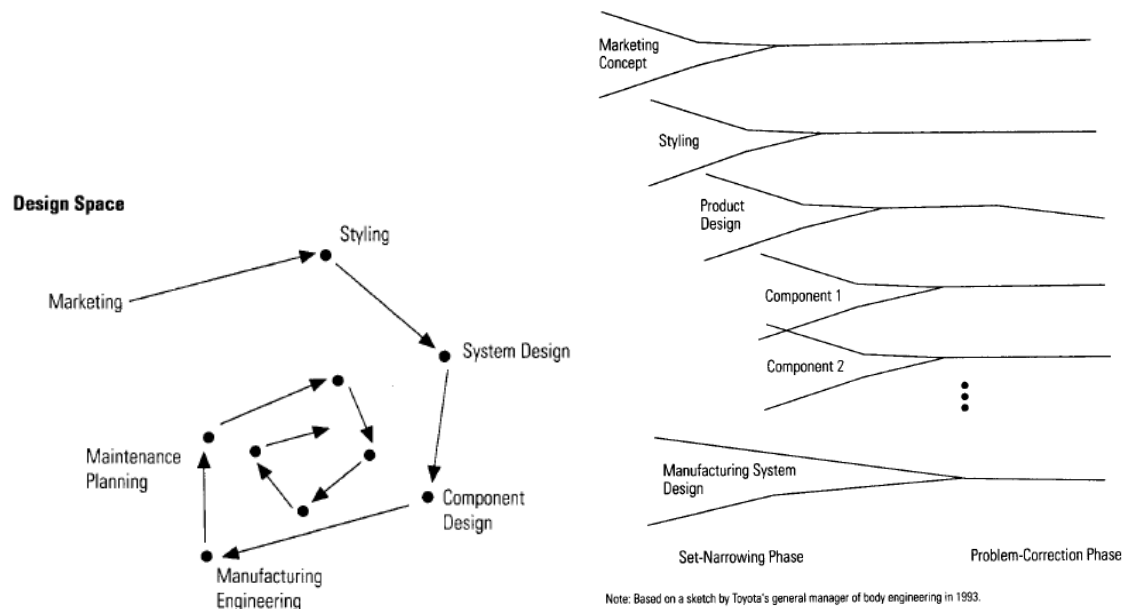 Design Space
Styling
Marketing
System Design
Maintenance
Planning
Component
Design
Manufacturing
Engineering
Marketing
Concept
Styling
Product
Design
Component 1
Component 2
Manufacturing System
Design
Set-Narrowing Phase
Problem-Correction Phase
Note: Based on a sketch by Toyota's general manager of body engineering in 1993.